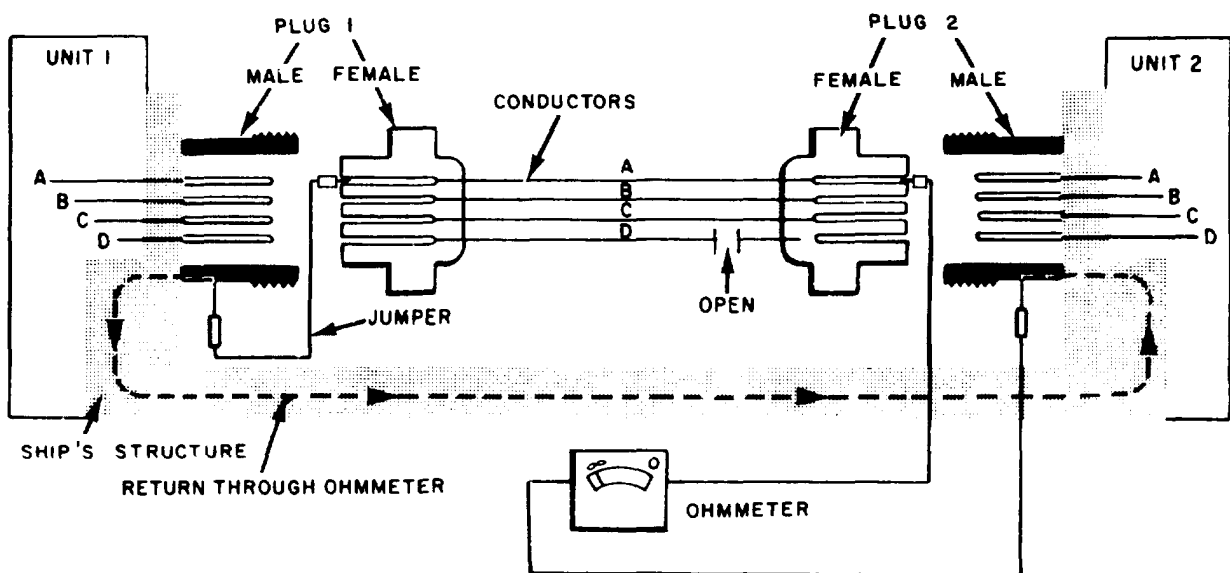 PLUG 1
PLUG 2
UNIT 1
UNIT 2
MALE
FEMALE
FEMALE
MALE
CONDUCTORS
A
B
C
D
A
B
C
D
A
B
C
D
OPEN
JUMPER
SHIP'S STRUCTURE
RETURN THROUGH OHMMETER
∞ 0
OHMMETER